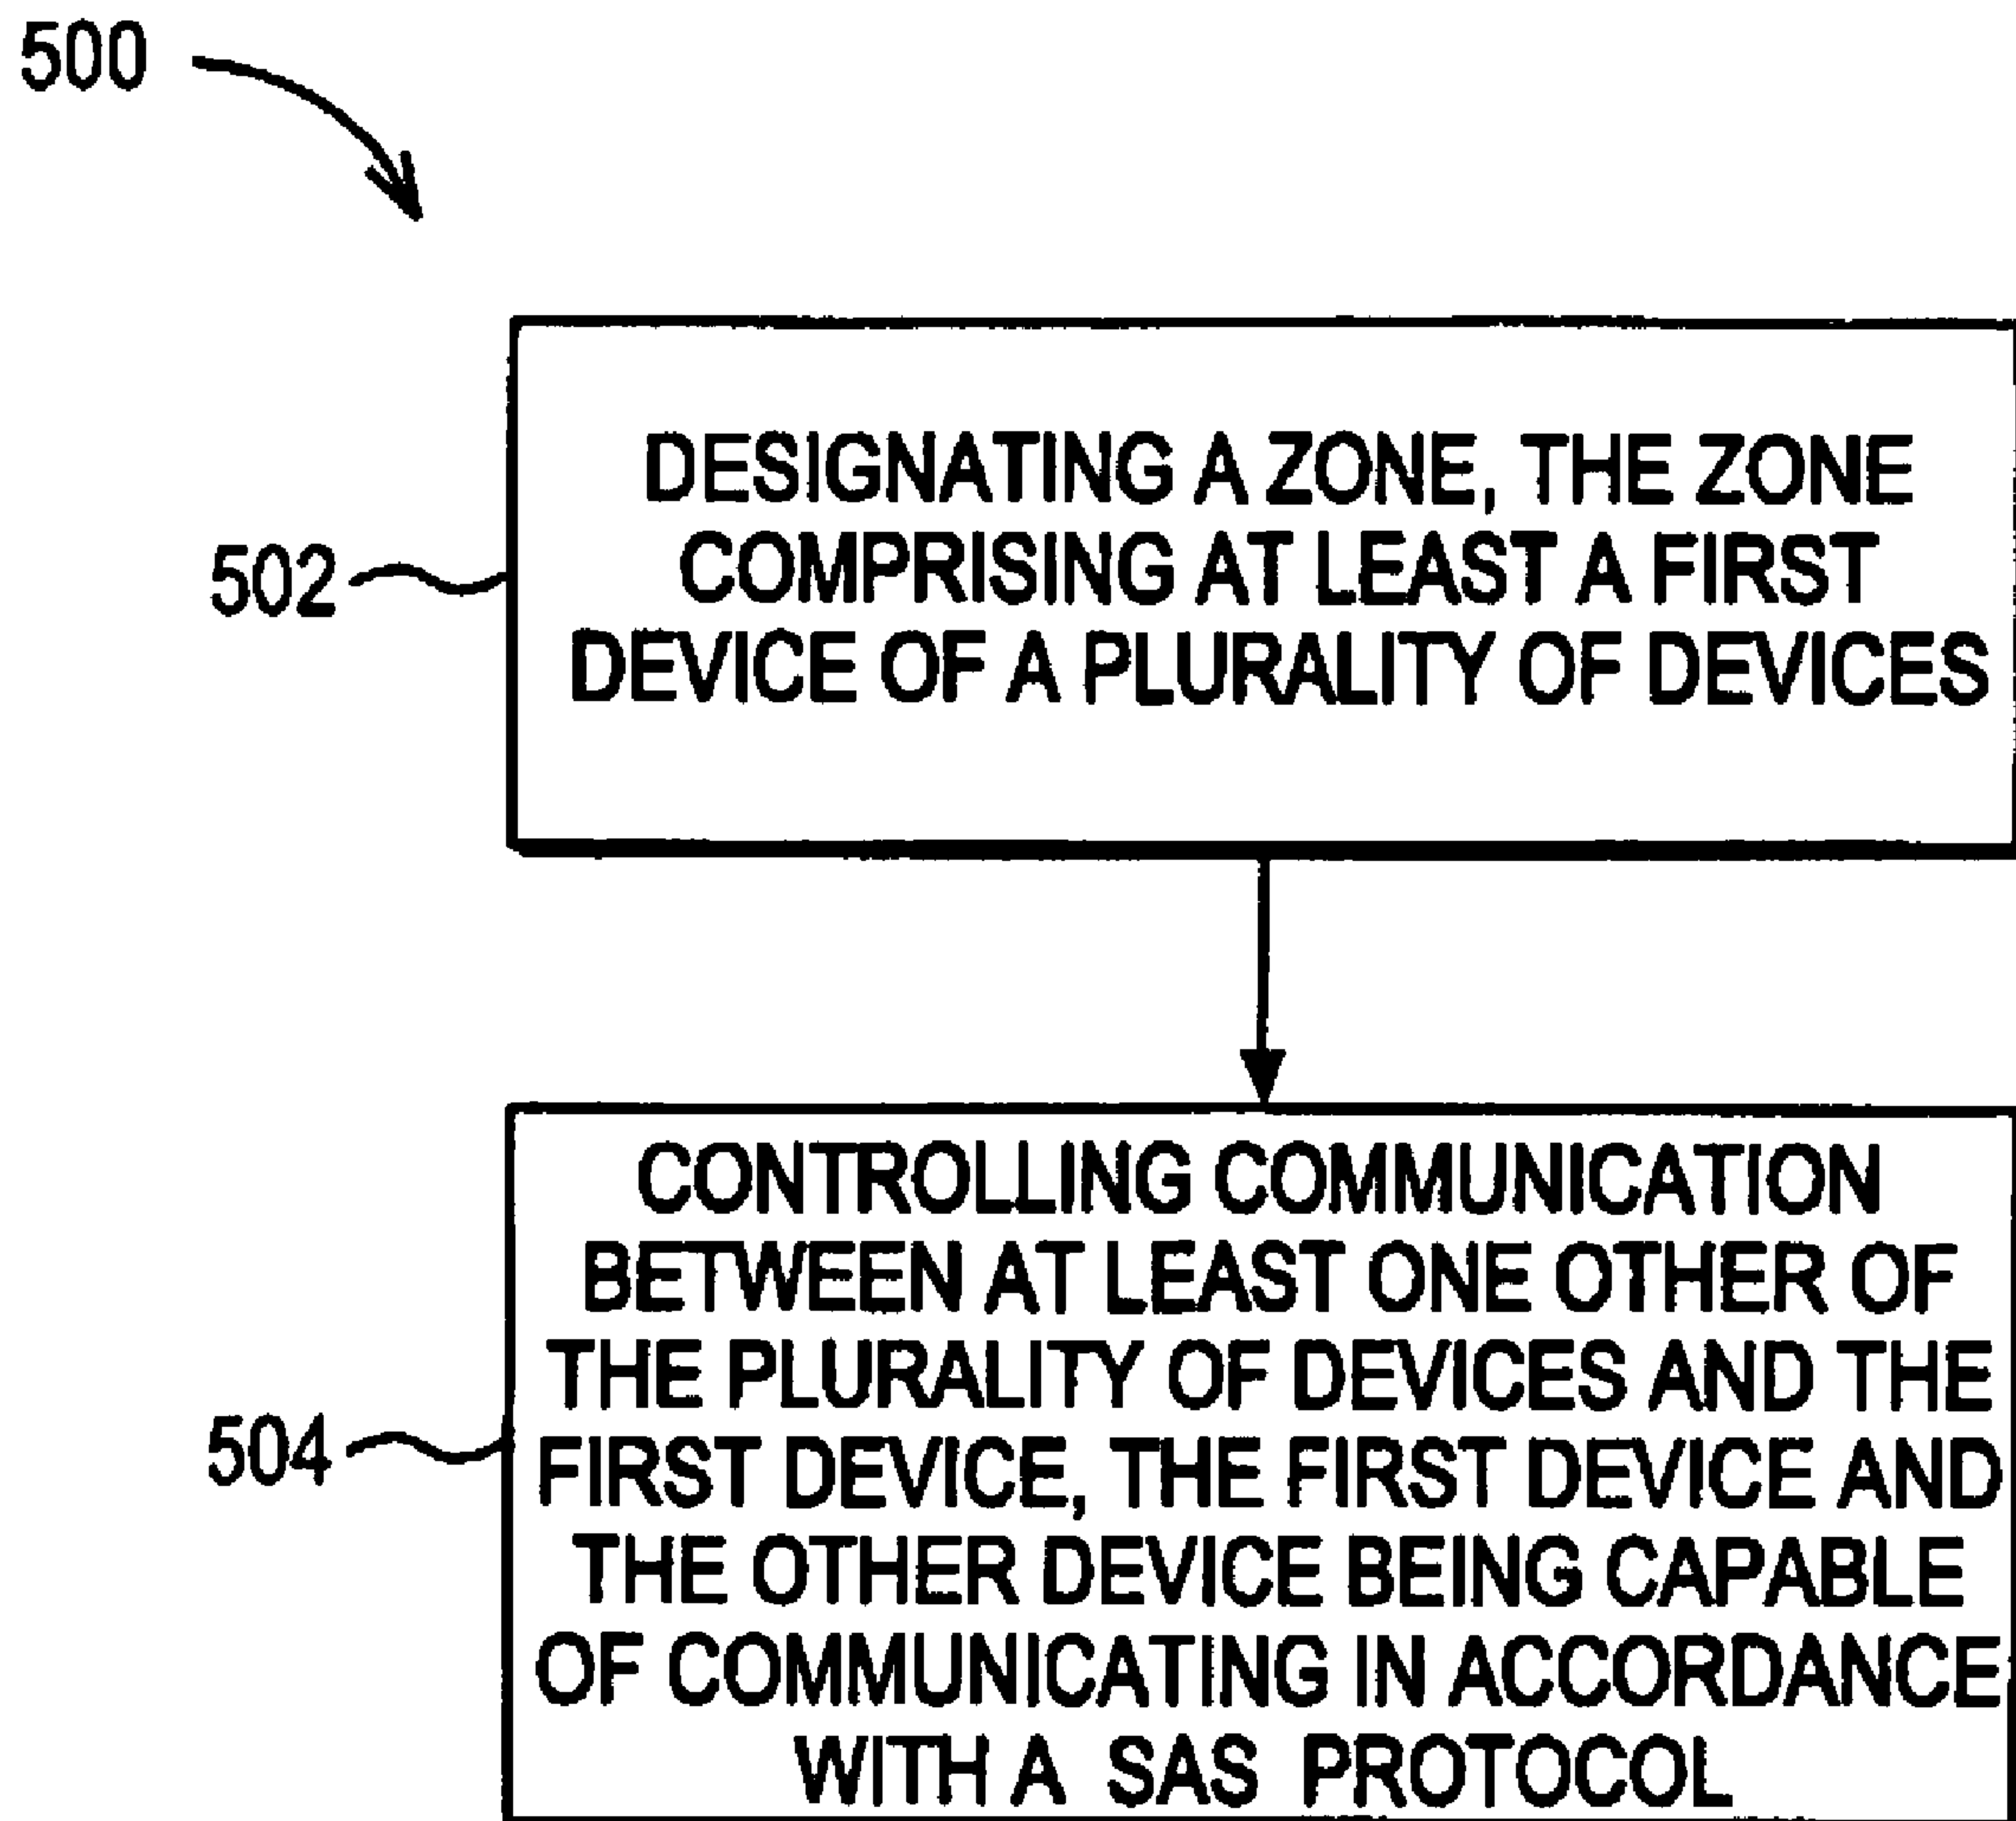 500
502
DESIGNATING A ZONE, THE ZONE
COMPRISING AT LEAST A FIRST
DEVICE OF A PLURALITY OF DEVICES
504
CONTROLLING COMMUNICATION
BETWEEN AT LEAST ONE OTHER OF
THE PLURALITY OF DEVICES AND THE
FIRST DEVICE, THE FIRST DEVICE AND
THE OTHER DEVICE BEING CAPABLE
OF COMMUNICATING IN ACCORDANCE
WITH A SAS PROTOCOL